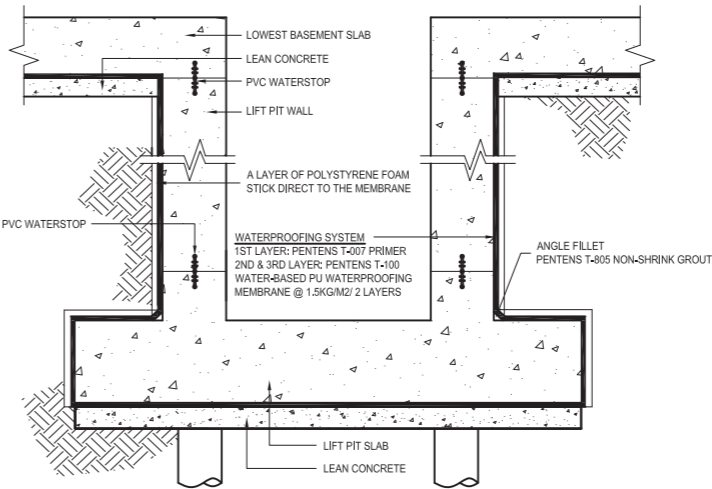 LOWEST BASEMENT SLAB
LEAN CONCRETE
PVC WATERSTOP
LIFT PIT WALL
A LAYER OF POLYSTYRENE FOAM
STICK DIRECT TO THE MEMBRANE
PVC WATERSTOP
WATERPROOFING SYSTEM
1ST LAYER: PENTENS T-007 PRIMER
2ND & 3RD LAYER: PENTENS T-100
WATER-BASED PU WATERPROOFING
MEMBRANE @ 1.5KG/M2/ 2 LAYERS
ANGLE FILLET
PENTENS T-805 NON-SHRINK GROUT
LIFT PIT SLAB
LEAN CONCRETE